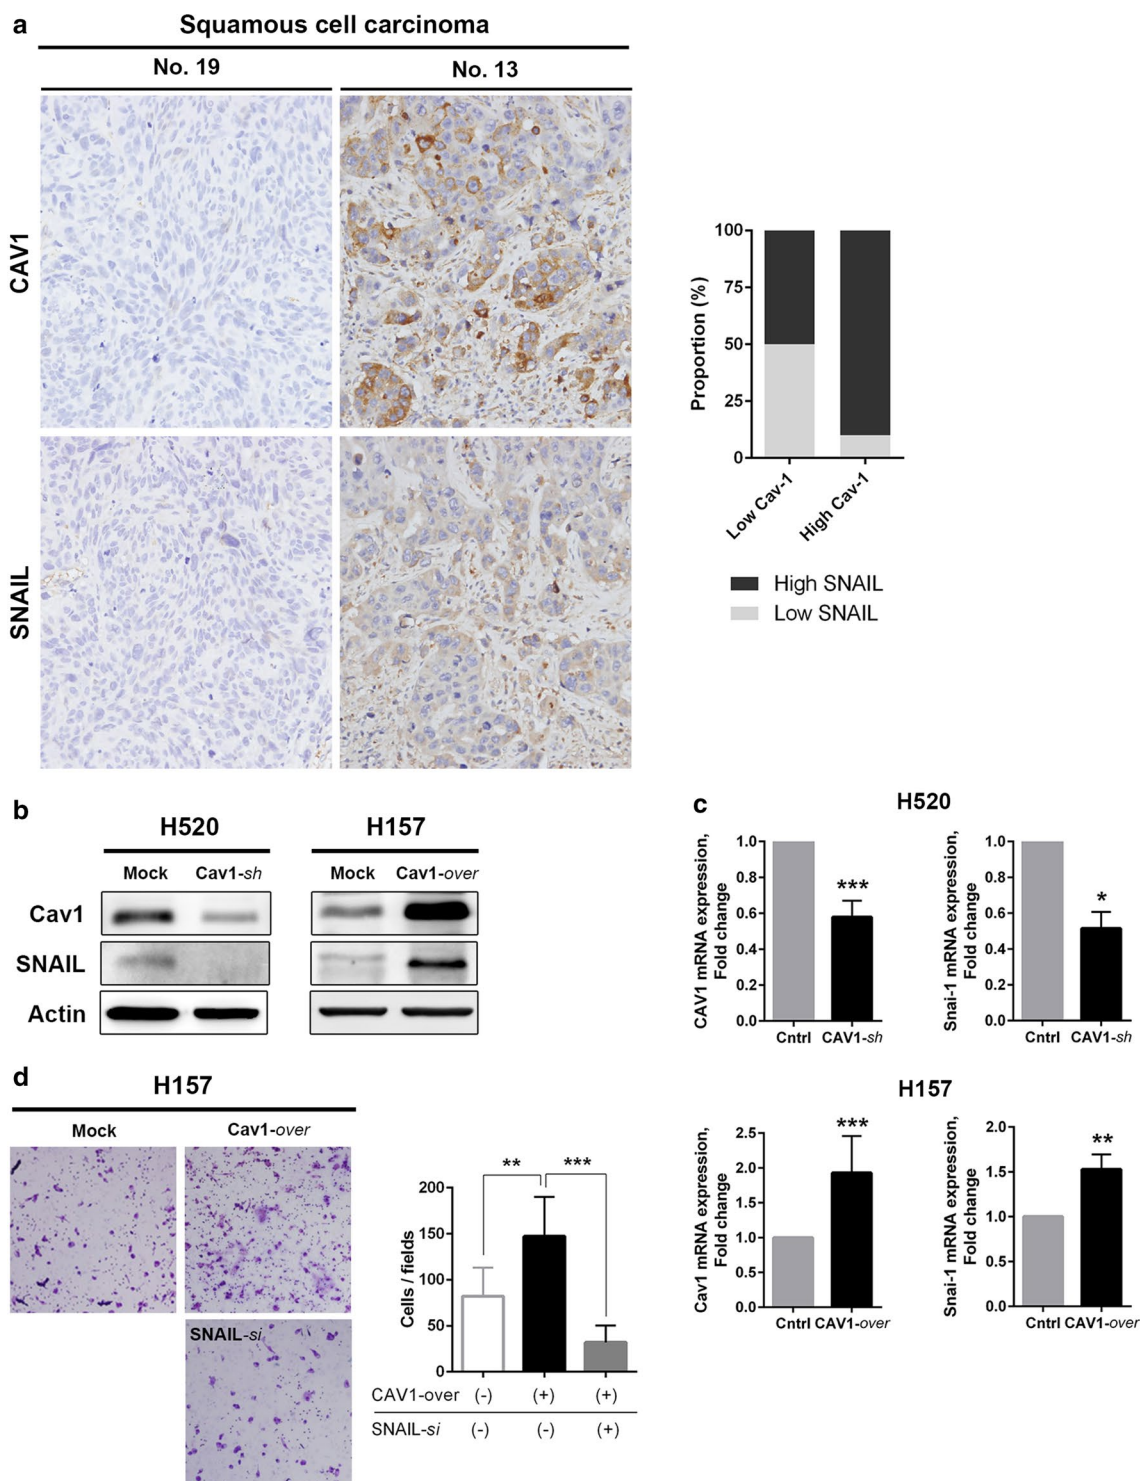 a
Squamous cell carcinoma
No. 19
No. 13
CAV1
SNAIL
Proportion (%)
100
75
50
25
0
Low Cav-1
High Cav-1
High SNAIL
Low SNAIL
b
H520
H157
Mock
Cav1-sh
Mock
Cav1-over
Cav1
SNAIL
Actin
c
H520
CAV1 mRNA expression,
Fold change
1.0
0.8
0.6
0.4
0.2
0.0
***
Cntrl
CAV1-sh
Snai-1 mRNA expression,
Fold change
1.0
0.8
0.6
0.4
0.2
0.0
*
Cntrl
CAV1-sh
H157
Cav1 mRNA expression,
Fold change
2.5
2.0
1.5
1.0
0.5
0.0
***
Cntrl
CAV1-over
Snai-1 mRNA expression,
Fold change
2.0
1.5
1.0
0.5
0.0
**
Cntrl
CAV1-over
d
H157
Mock
Cav1-over
SNAIL-si
Cells / fields
200
150
100
50
0
**
***
CAV1-over (-) (+) (+)
SNAIL-si (-) (-) (+)